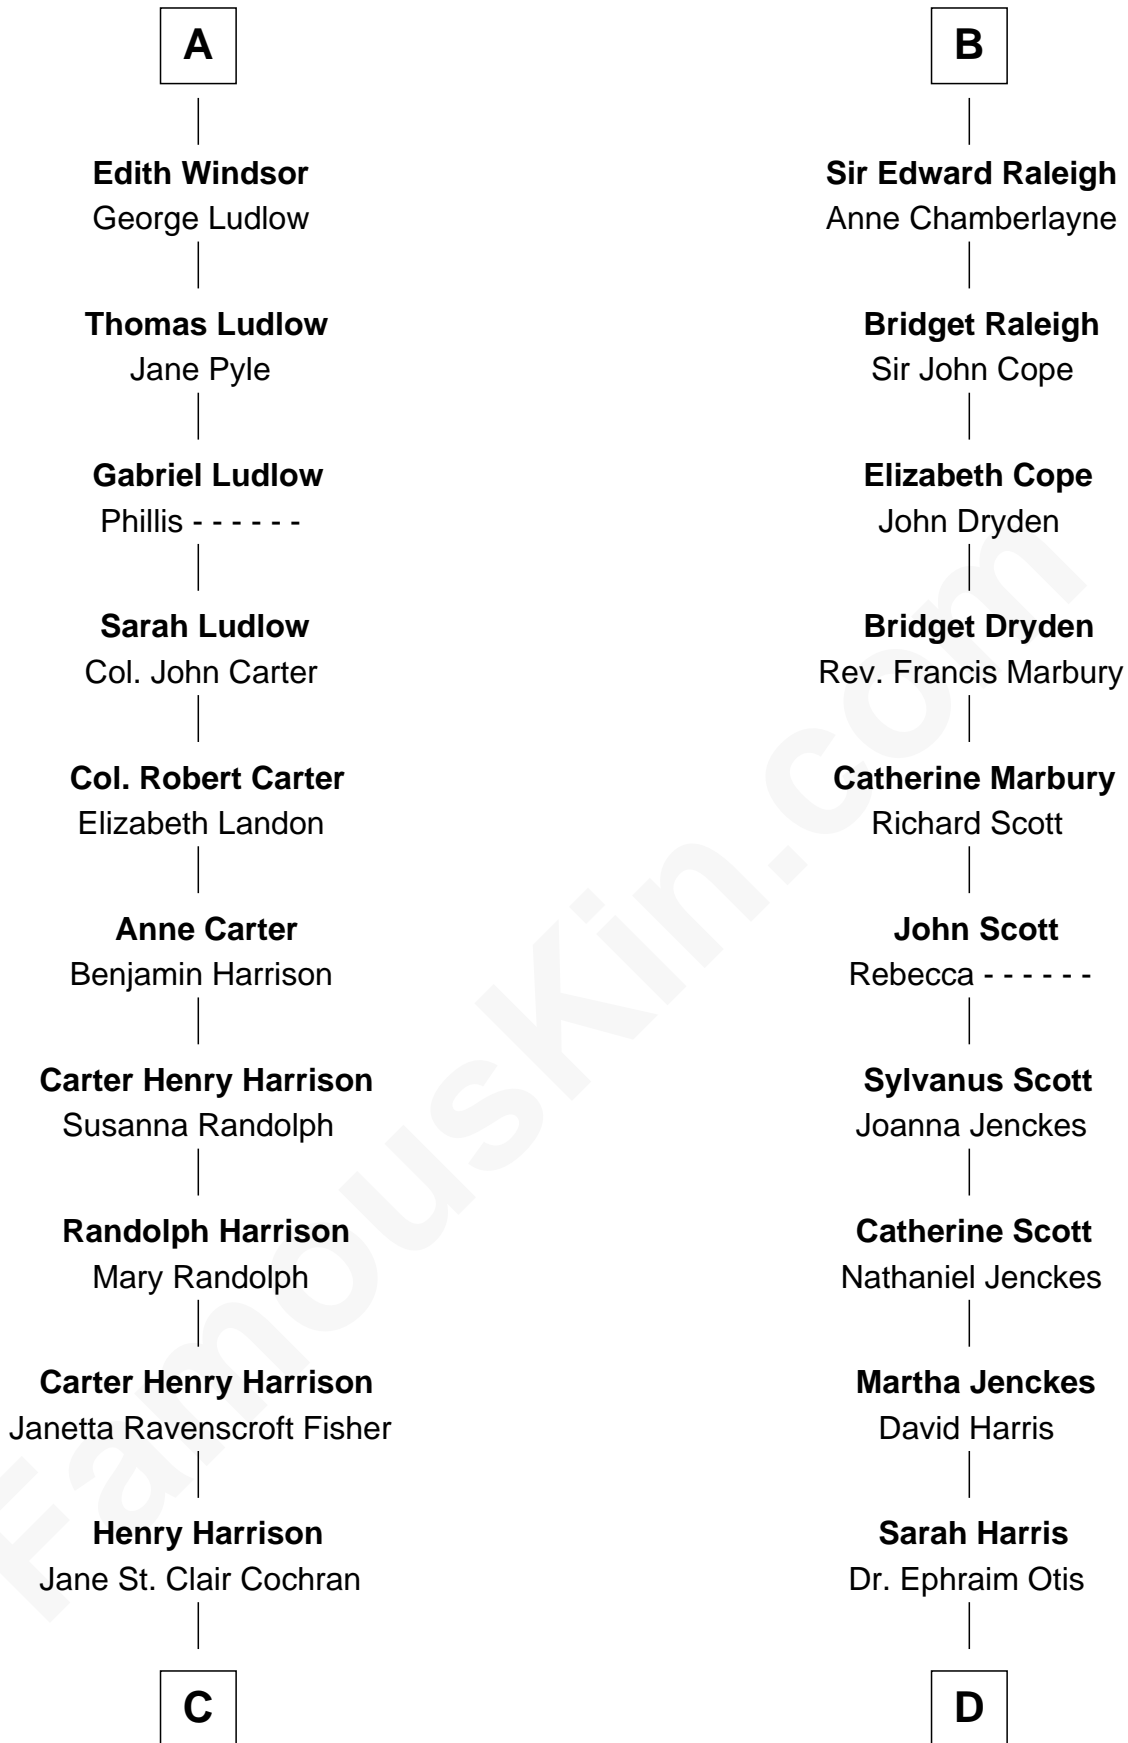 A
Edith Windsor
George Ludlow
Thomas Ludlow
Jane Pyle
Gabriel Ludlow
Phillis - - - - - -
Sarah Ludlow
Col. John Carter
Col. Robert Carter
Elizabeth Landon
Anne Carter
Benjamin Harrison
Carter Henry Harrison
Susanna Randolph
Randolph Harrison
Mary Randolph
Carter Henry Harrison
Janetta Ravenscroft Fisher
Henry Harrison
Jane St. Clair Cochran
C
B
Sir Edward Raleigh
Anne Chamberlayne
Bridget Raleigh
Sir John Cope
Elizabeth Cope
John Dryden
Bridget Dryden
Rev. Francis Marbury
Catherine Marbury
Richard Scott
John Scott
Rebecca - - - - - -
Sylvanus Scott
Joanna Jenckes
Catherine Scott
Nathaniel Jenckes
Martha Jenckes
David Harris
Sarah Harris
Dr. Ephraim Otis
D
FamousKin.com